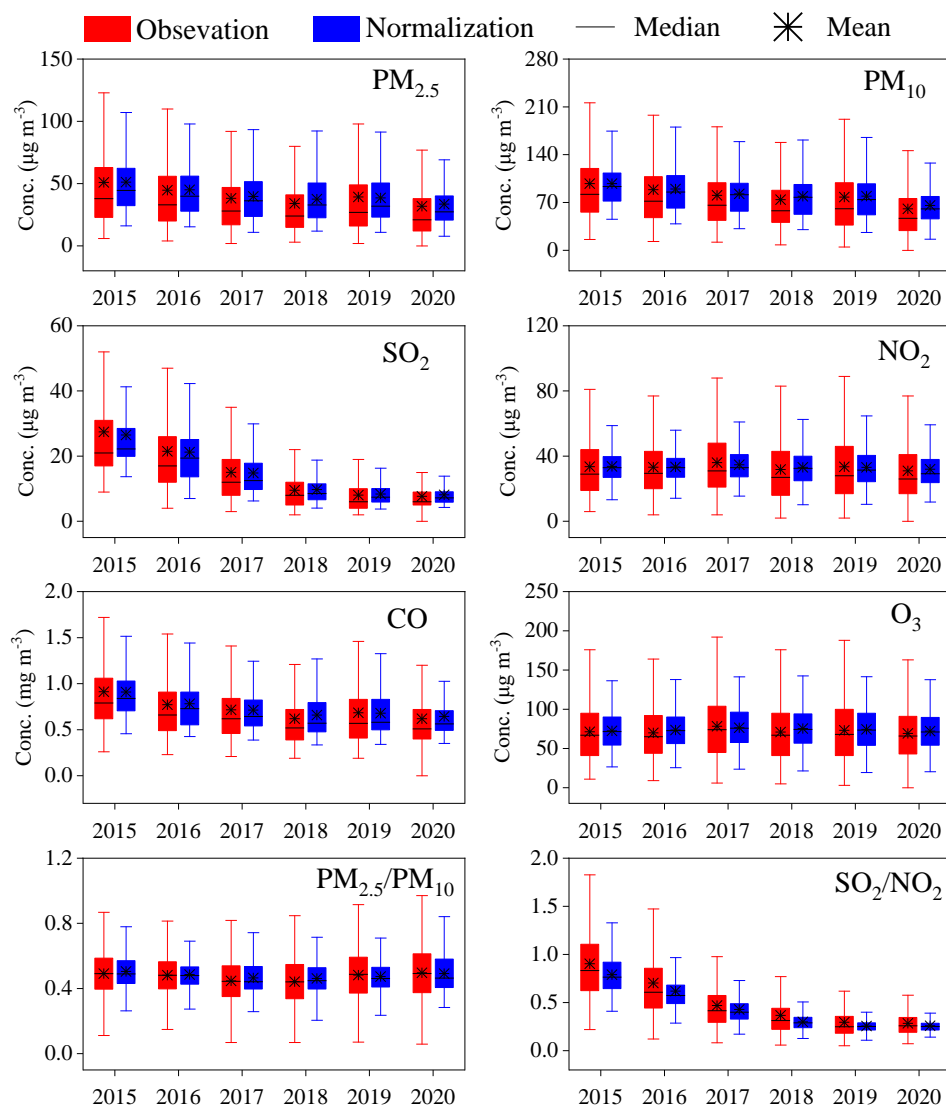 Obsevation Normalization Median Mean
PM2.5
Conc. (μg m-3)
150
100
50
0
2015 2016 2017 2018 2019 2020
PM10
Conc. (μg m-3)
280
210
140
70
0
2015 2016 2017 2018 2019 2020
SO2
Conc. (μg m-3)
60
40
20
0
2015 2016 2017 2018 2019 2020
NO2
Conc. (μg m-3)
120
80
40
0
2015 2016 2017 2018 2019 2020
CO
Conc. (mg m-3)
2.0
1.5
1.0
0.5
0.0
2015 2016 2017 2018 2019 2020
O3
Conc. (μg m-3)
250
200
150
100
50
0
2015 2016 2017 2018 2019 2020
PM2.5/PM10
1.2
0.8
0.4
0.0
2015 2016 2017 2018 2019 2020
SO2/NO2
2.0
1.5
1.0
0.5
0.0
2015 2016 2017 2018 2019 2020